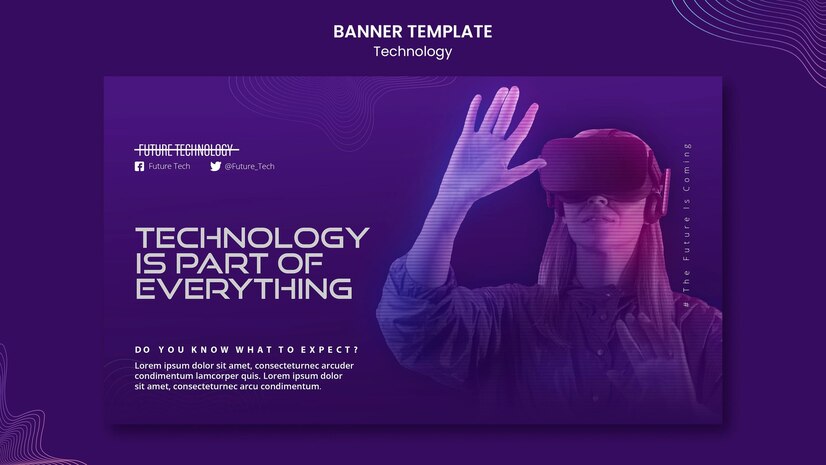 BANNER TEMPLATE
Technology
FUTURE TECHNOLOGY
Future Tech @Future_Tech
TECHNOLOGY
IS PART OF
EVERYTHING
DO YOU KNOW WHAT TO EXPECT?
Lorem ipsum dolor sit amet, consecteturnec arcuder
condimentum lamcorper quis. Lorem ipsum dolor
sit amet, consecteturnec arcu condimentum.
# The Future Is Coming